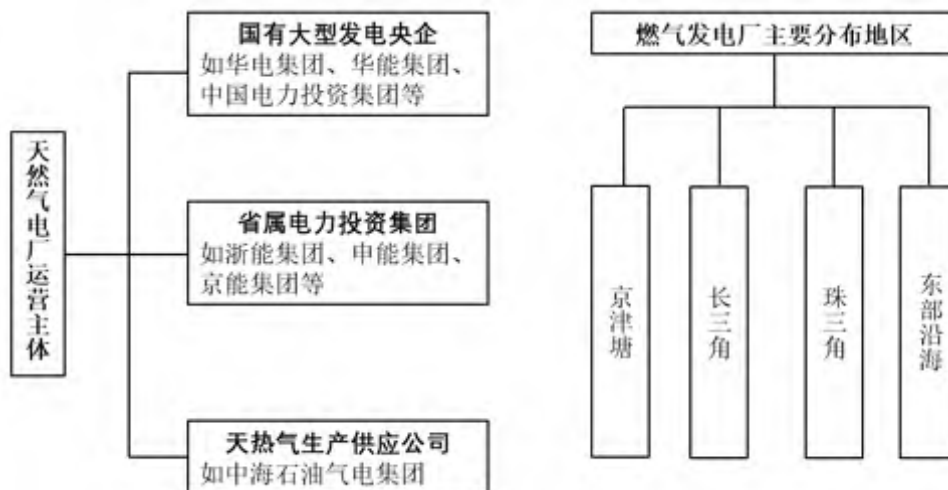 天然气电厂运营主体
国有大型发电央企
如华电集团、华能集团、
中国电力投资集团等
省属电力投资集团
如浙能集团、申能集团、
京能集团等
天热气生产供应公司
如中海石油气电集团
燃气发电厂主要分布地区
京津塘
长三角
珠三角
东部沿海